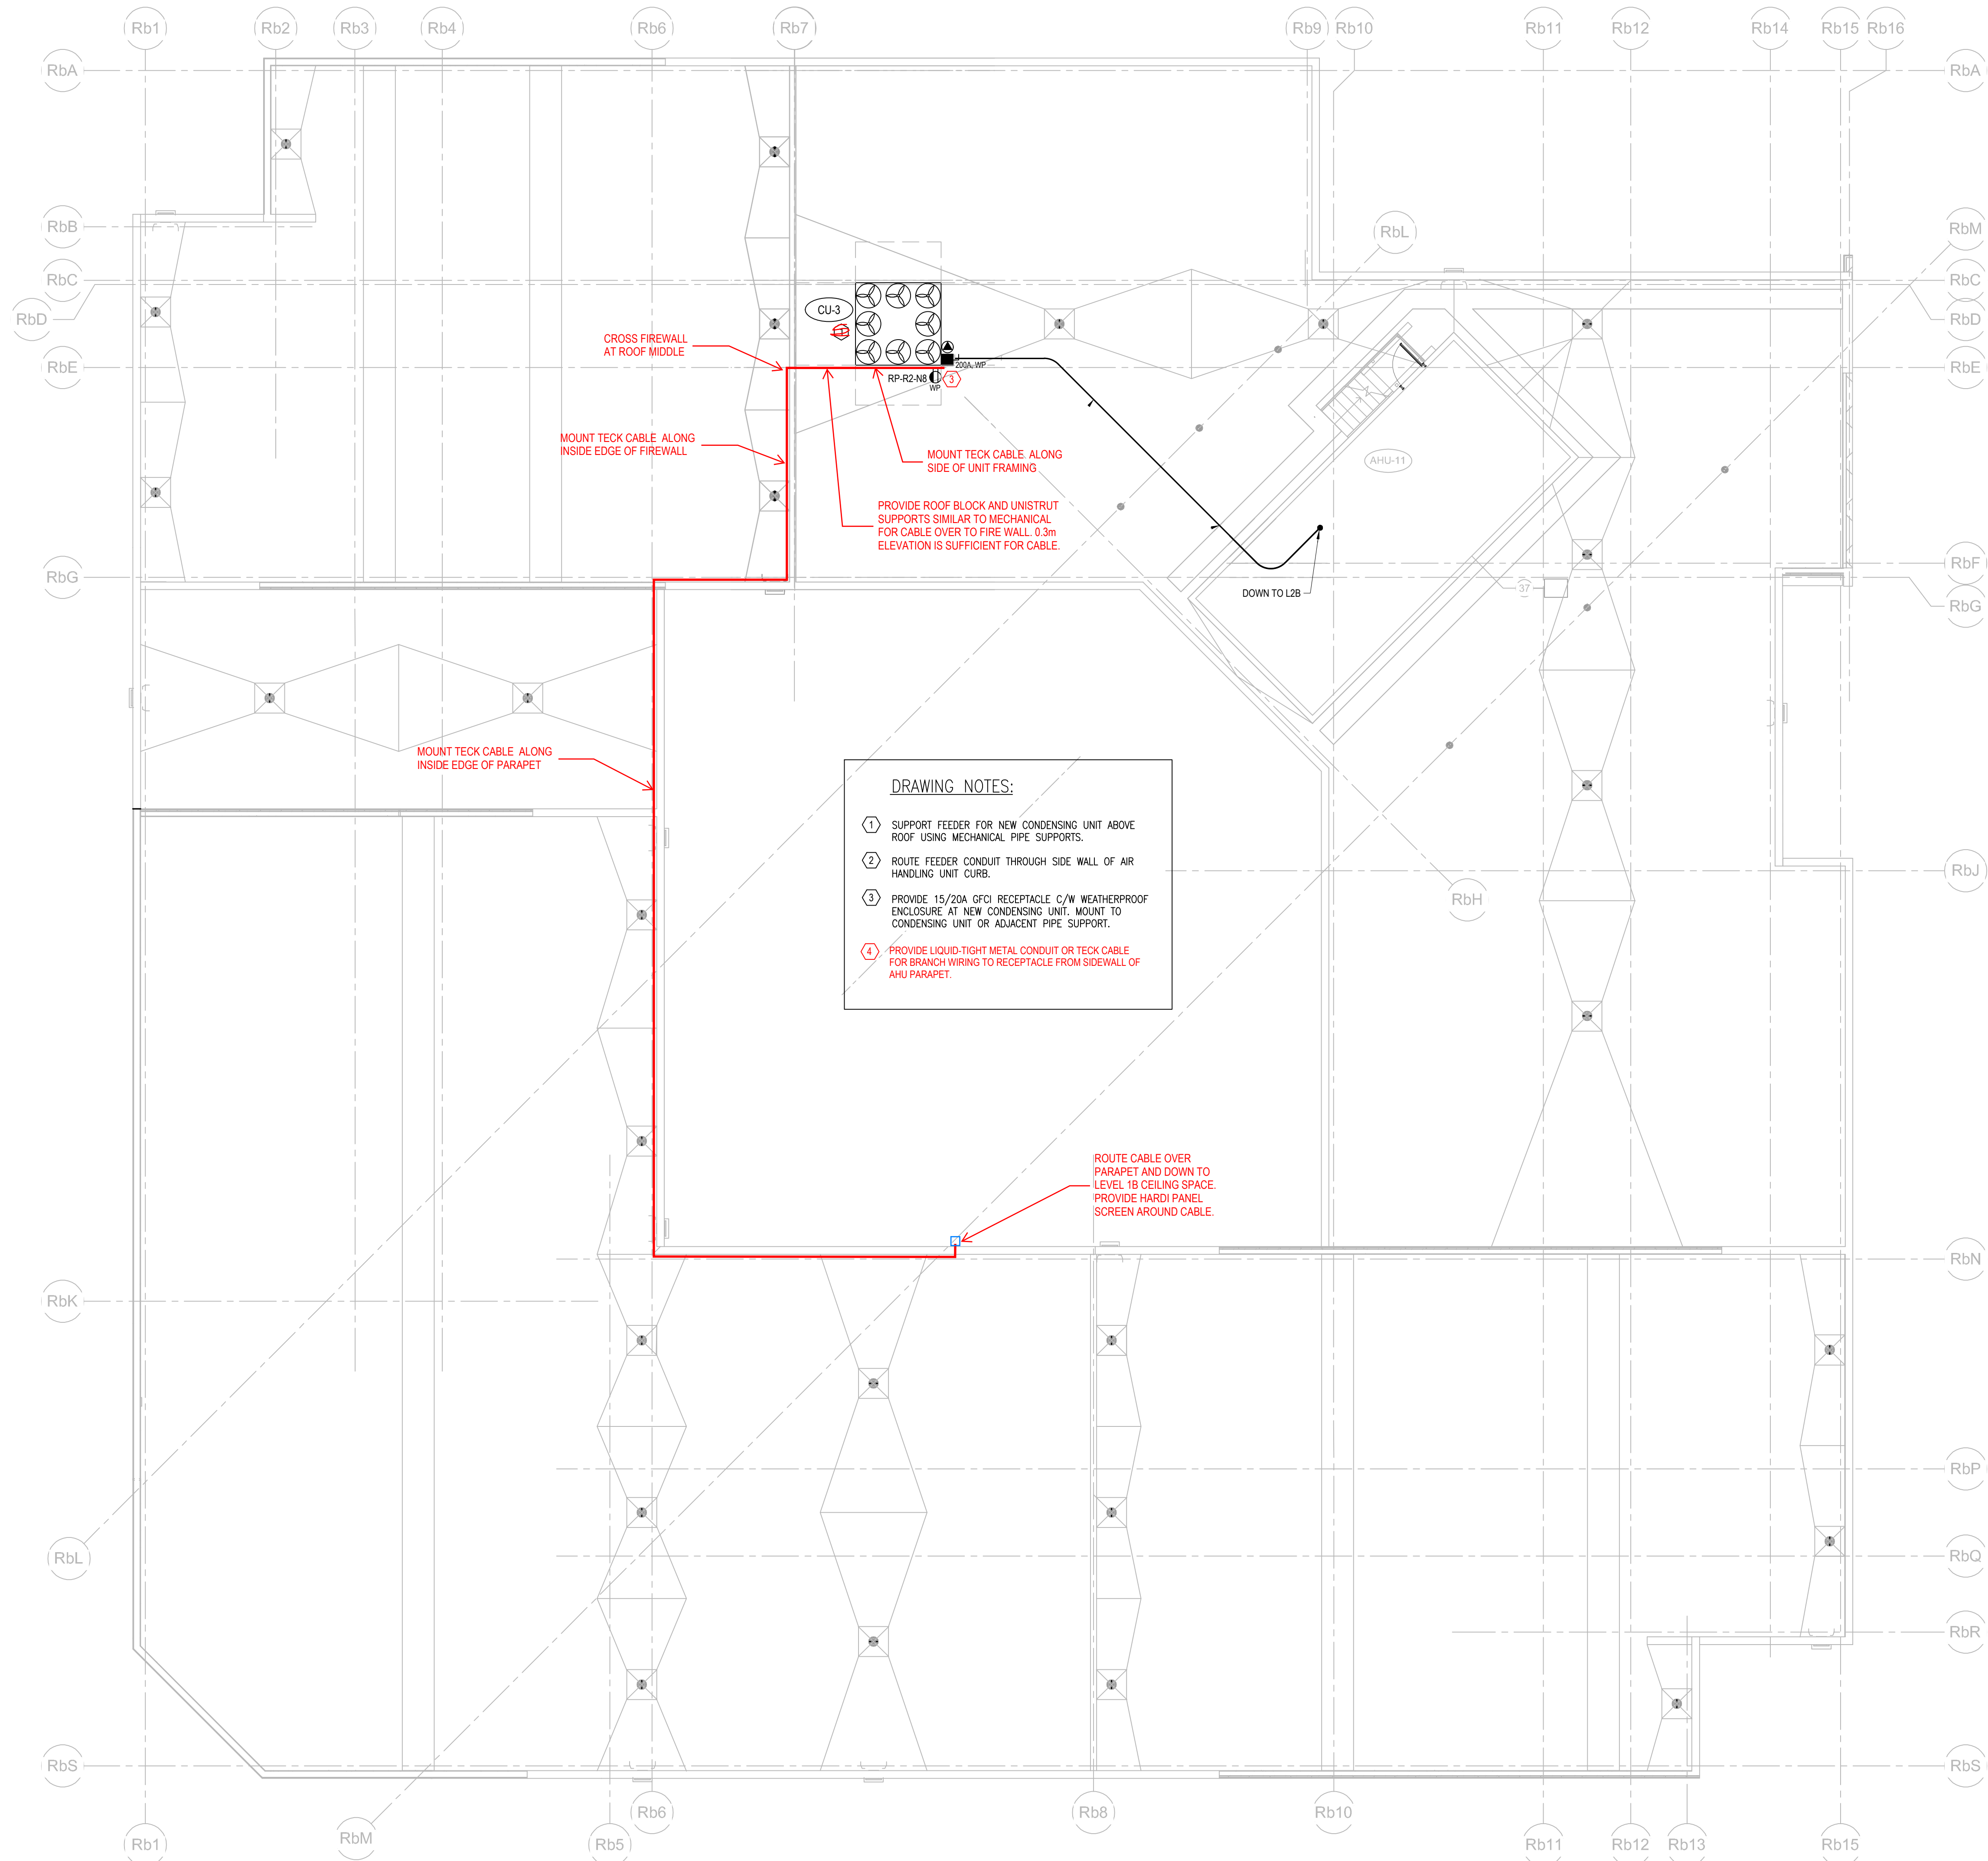 Rb1
Rb2
Rb3
Rb4
Rb6
Rb7
Rb9
Rb10
Rb11
Rb12
Rb14
Rb15
Rb16
RbA
RbA
RbB
RbL
RbM
RbC
RbC
RbD
RbD
CU-3
1
CROSS FIREWALL
AT ROOF MIDDLE
RbE
200A, WP
RbE
RP-R2-N8
WP
3
MOUNT TECK CABLE ALONG
INSIDE EDGE OF FIREWALL
MOUNT TECK CABLE ALONG
SIDE OF UNIT FRAMING
AHU-11
PROVIDE ROOF BLOCK AND UNISTRUT
SUPPORTS SIMILAR TO MECHANICAL
FOR CABLE OVER TO FIRE WALL. 0.3m
ELEVATION IS SUFFICIENT FOR CABLE.
RbG
RbF
DOWN TO L2B
37
RbG
MOUNT TECK CABLE ALONG
INSIDE EDGE OF PARAPET
DRAWING NOTES:
1 SUPPORT FEEDER FOR NEW CONDENSING UNIT ABOVE
ROOF USING MECHANICAL PIPE SUPPORTS.
2 ROUTE FEEDER CONDUIT THROUGH SIDE WALL OF AIR
HANDLING UNIT CURB.
3 PROVIDE 15/20A GFCI RECEPTACLE C/W WEATHERPROOF
ENCLOSURE AT NEW CONDENSING UNIT. MOUNT TO
CONDENSING UNIT OR ADJACENT PIPE SUPPORT.
4 PROVIDE LIQUID-TIGHT METAL CONDUIT OR TECK CABLE
FOR BRANCH WIRING TO RECEPTACLE FROM SIDEWALL OF
AHU PARAPET.
RbJ
RbH
ROUTE CABLE OVER
PARAPET AND DOWN TO
LEVEL 1B CEILING SPACE.
PROVIDE HARDI PANEL
SCREEN AROUND CABLE.
RbN
RbK
RbP
RbL
RbQ
RbR
RbS
RbS
Rb1
RbM
Rb5
Rb6
Rb8
Rb10
Rb11
Rb12
Rb13
Rb15